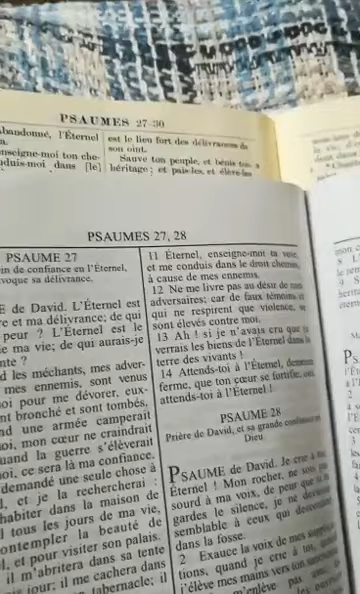 PSAUMES 27-30
abandonné, l'Éternel
nseigne-moi ton che-
duis-moi dans [le]
est le lieu fort des délivrances de
son oint.
Sauve ton peuple, et bénis ton
héritage; et pais-les, et élève-les
PSAUMES 27, 28
PSAUME 27
in de confiance en l'Éternel,
voque sa délivrance.
E de David. L'Éternel est
re et ma délivrance; de qui
peur ? L'Éternel est le
e ma vie; de qui aurais-je
nte ?
d les méchants, mes adver-
mes ennemis, sont venus
oi pour me dévorer, eux-
nt bronché et sont tombés.
nd une armée camperait
oi, mon cœur ne craindrait
uand la guerre s'élèverait
oi, ce sera là ma confiance.
demandé une seule chose à
l, et je la rechercherai :
habiter dans la maison de
l tous les jours de ma vie,
ontempler la beauté de
l, et pour visiter son palais.
il m'abritera dans sa tente
is jour; il me cachera dans
tabernacle; il
11 Éternel, enseigne-moi ta voie,
et me conduis dans le droit chemin,
à cause de mes ennemis.
12 Ne me livre pas au désir de mes
adversaires; car de faux témoins, et
qui ne respirent que violence, se
sont élevés contre moi.
13 Ah ! si je n'avais cru que je
verrais les biens de l'Éternel dans la
terre des vivants !
14 Attends-toi à l'Éternel, demeure
ferme, que ton cœur se fortifie; oui,
attends-toi à l'Éternel !
PSAUME 28
Prière de David, et sa grande confiance en
Dieu.
PSAUME de David. Je crie à toi,
Éternel ! Mon rocher, ne sois pas
sourd à ma voix, de peur que si tu
gardes le silence, je ne devienne
semblable à ceux qui descendent
dans la fosse.
2 Exauce la voix de mes supplica-
tions, quand je crie à toi, quand
j'élève mes mains vers ton sanctuaire
m'enlève pas avec